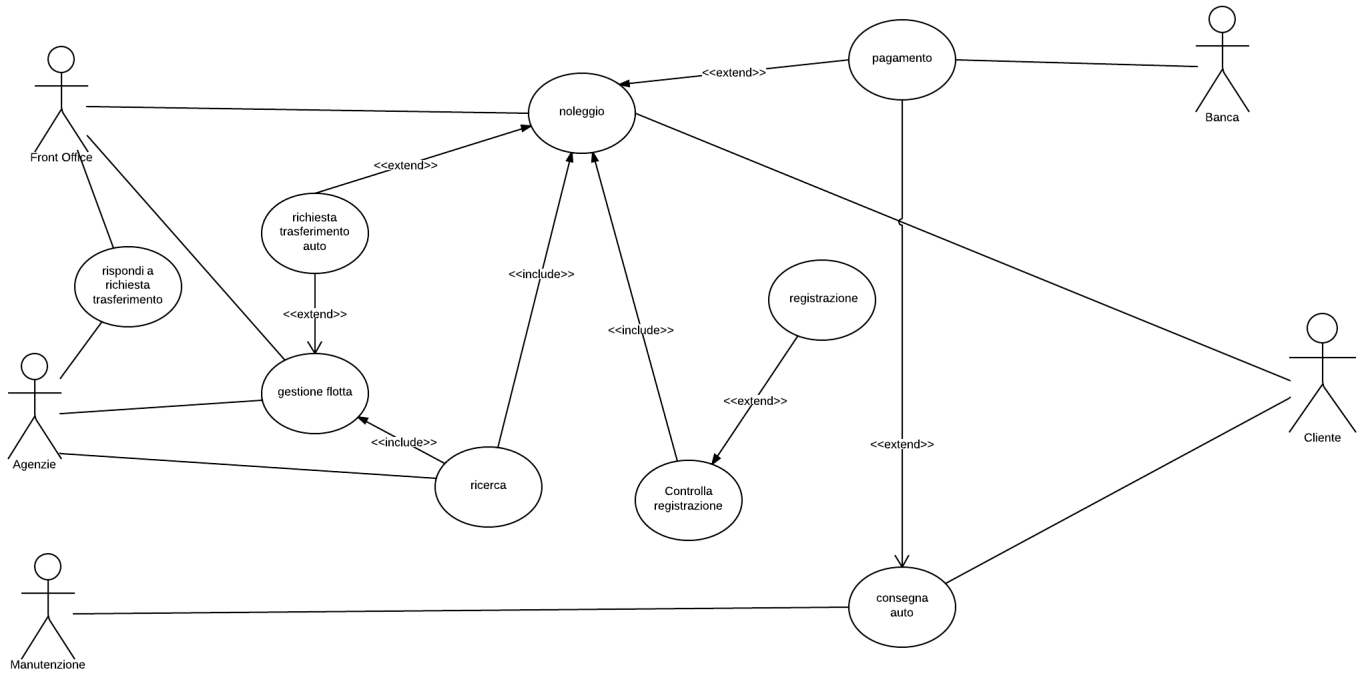 pagamento
<<extend>>
Banca
noleggio
Front Office
<<extend>>
richiesta
trasferimento
auto
rispondi a
richiesta
trasferimento
<<include>>
registrazione
<<extend>>
<<include>>
gestione flotta
<<extend>>
<<include>>
<<extend>>
Cliente
Agenzie
ricerca
Controlla
registrazione
consegna
auto
Manutenzione